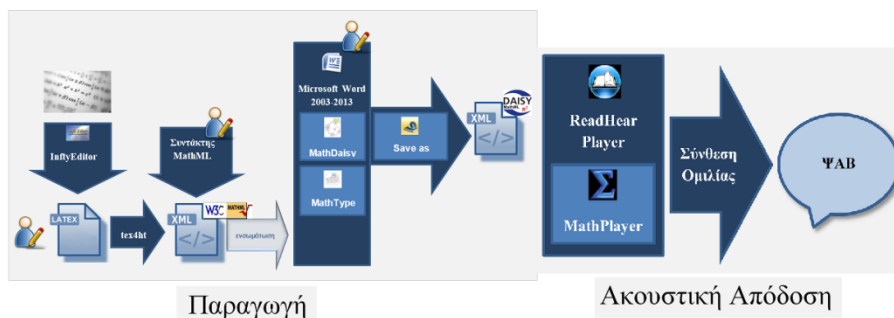 InftyEditor
LATEX
tex4ht
Συντάκτης
MathML
XML
</>
W3C
MATHML
ενσωμάτωση
Microsoft Word
2003-2013
MathDaisy
MathType
Save as
XML
</>
DAISY
Παραγωγή
ReadHear
Player
MathPlayer
Σύνθεση
Ομιλίας
ΨΑΒ
Ακουστική Απόδοση